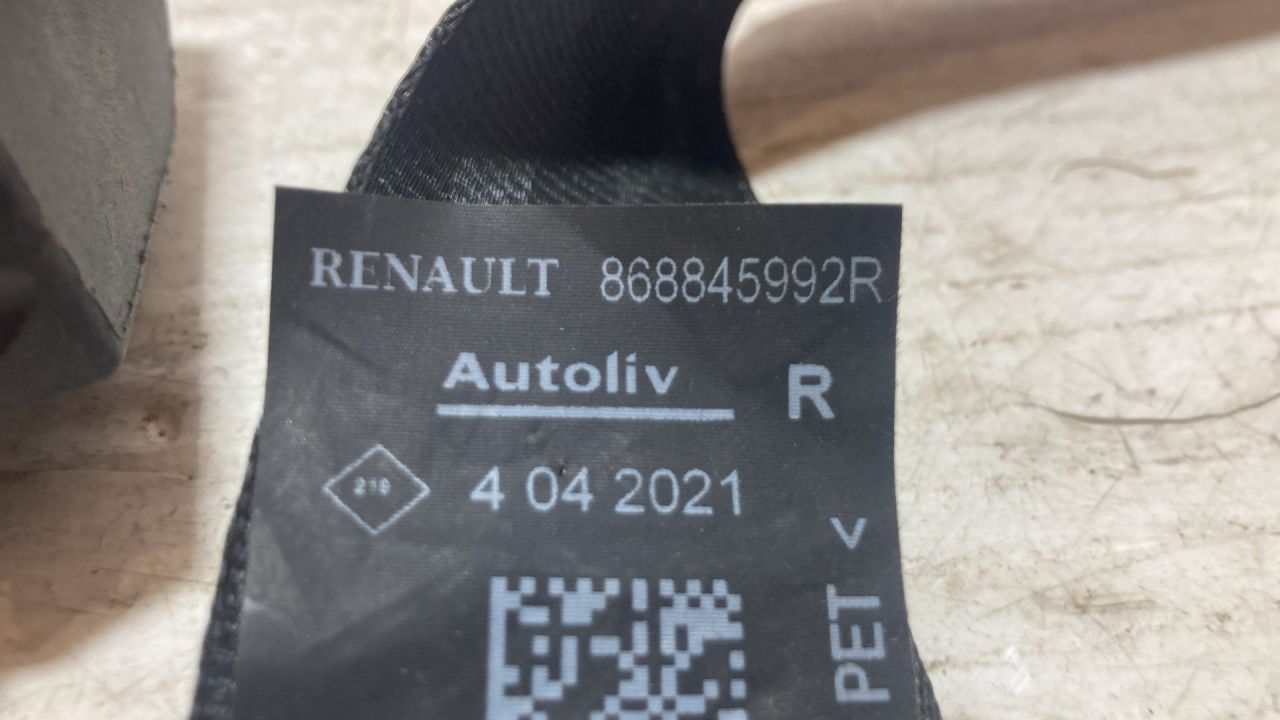 RENAULT 868845992R
Autoliv R
4 04 2021
PET <